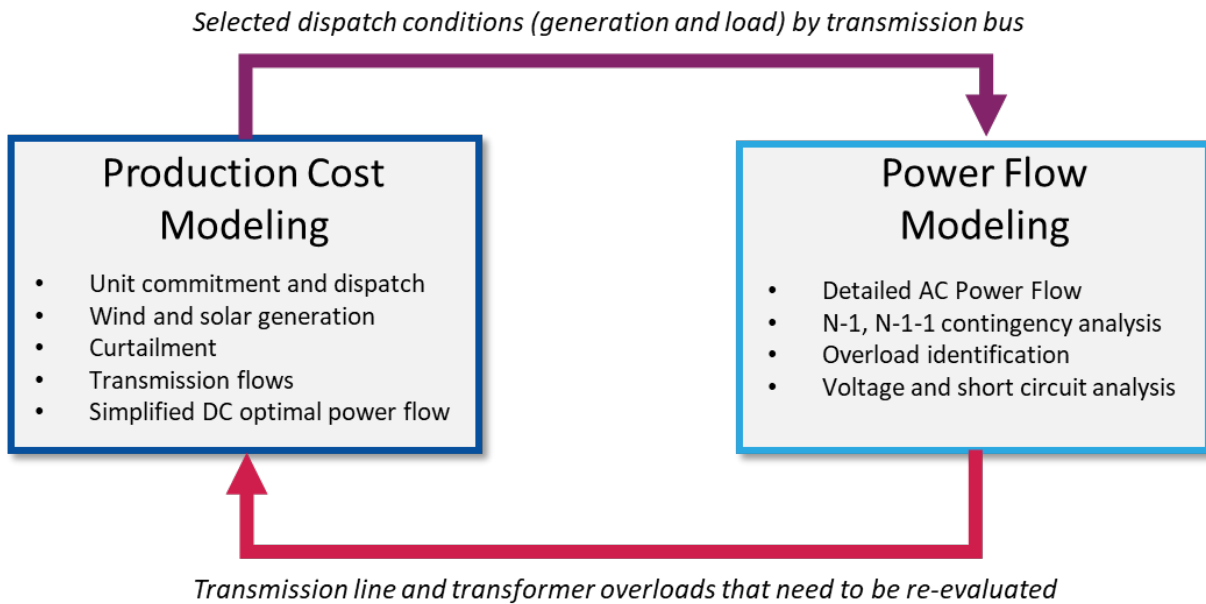 Selected dispatch conditions (generation and load) by transmission bus
Production Cost
Modeling
• Unit commitment and dispatch
• Wind and solar generation
• Curtailment
• Transmission flows
• Simplified DC optimal power flow
Power Flow
Modeling
• Detailed AC Power Flow
• N-1, N-1-1 contingency analysis
• Overload identification
• Voltage and short circuit analysis
Transmission line and transformer overloads that need to be re-evaluated